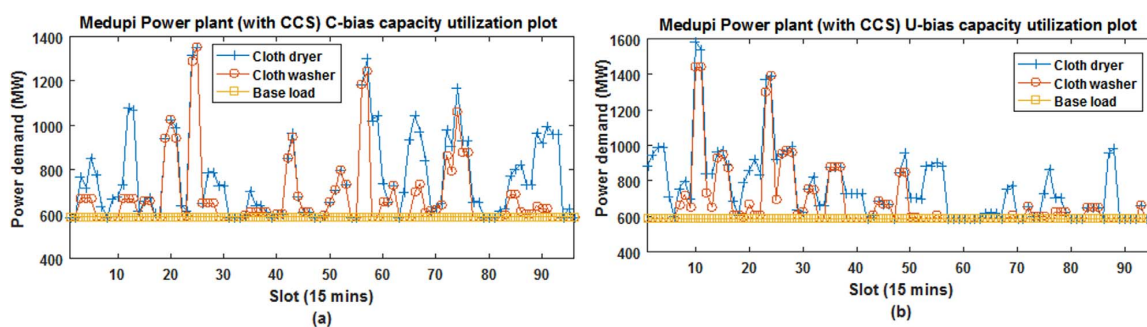 Medupi Power plant (with CCS) C-bias capacity utilization plot
1400
1200
1000
800
600
400
Power demand (MW)
Cloth dryer
Cloth washer
Base load
10 20 30 40 50 60 70 80 90
Slot (15 mins)
(a)
Medupi Power plant (with CCS) U-bias capacity utilization plot
1600
1400
1200
1000
800
600
400
Power demand (MW)
Cloth dryer
Cloth washer
Base load
10 20 30 40 50 60 70 80 90
Slot (15 mins)
(b)